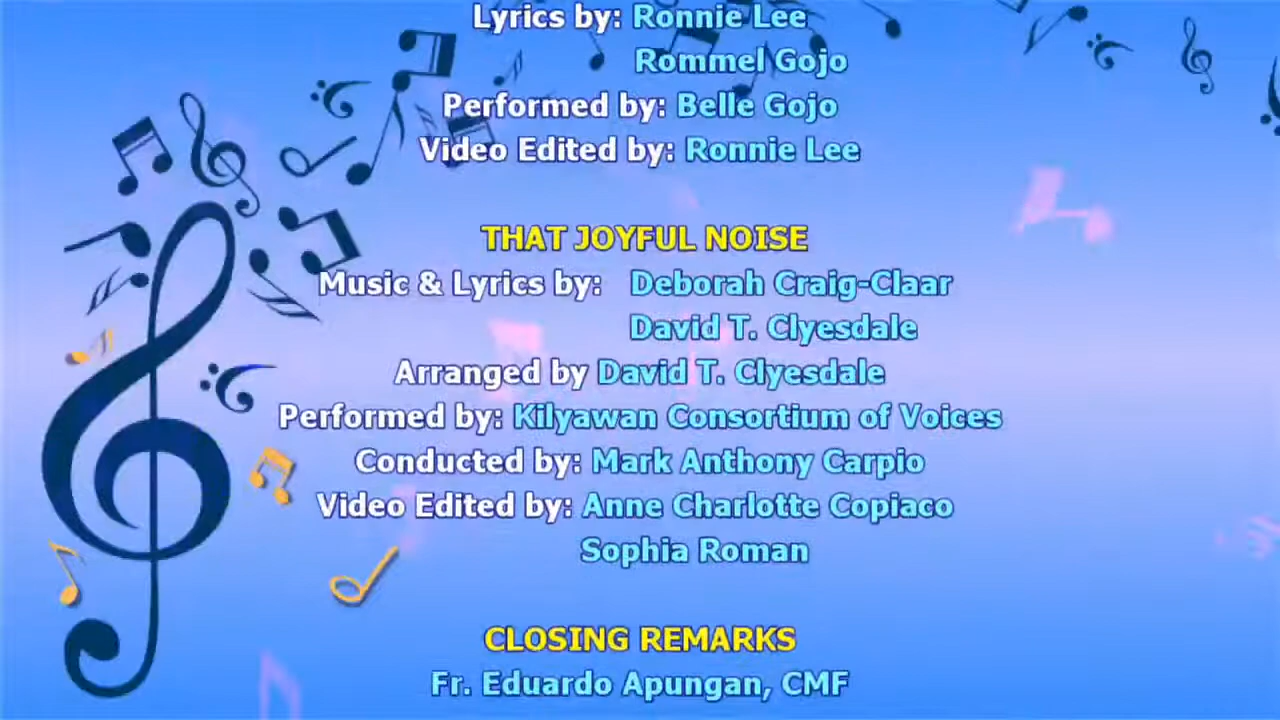 Lyrics by: Ronnie Lee
Rommel Gojo
Performed by: Belle Gojo
Video Edited by: Ronnie Lee
THAT JOYFUL NOISE
Music & Lyrics by: Deborah Craig-Claar
David T. Clyesdale
Arranged by David T. Clyesdale
Performed by: Kilyawan Consortium of Voices
Conducted by: Mark Anthony Carpio
Video Edited by: Anne Charlotte Copiaco
Sophia Roman
CLOSING REMARKS
Fr. Eduardo Apungan, CMF